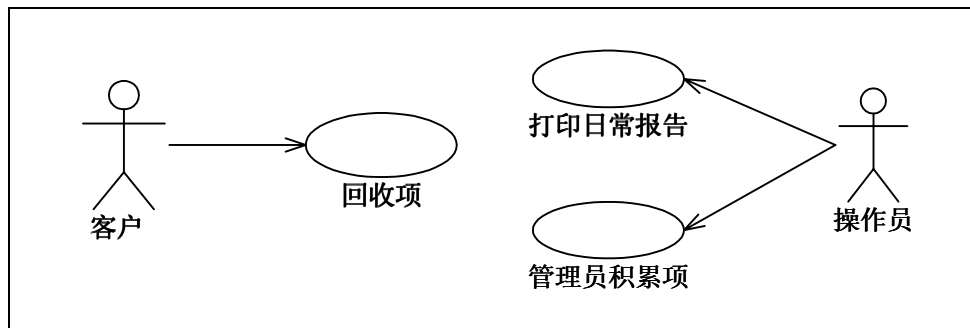 打印日常报告
回收项
客户
操作员
管理员积累项